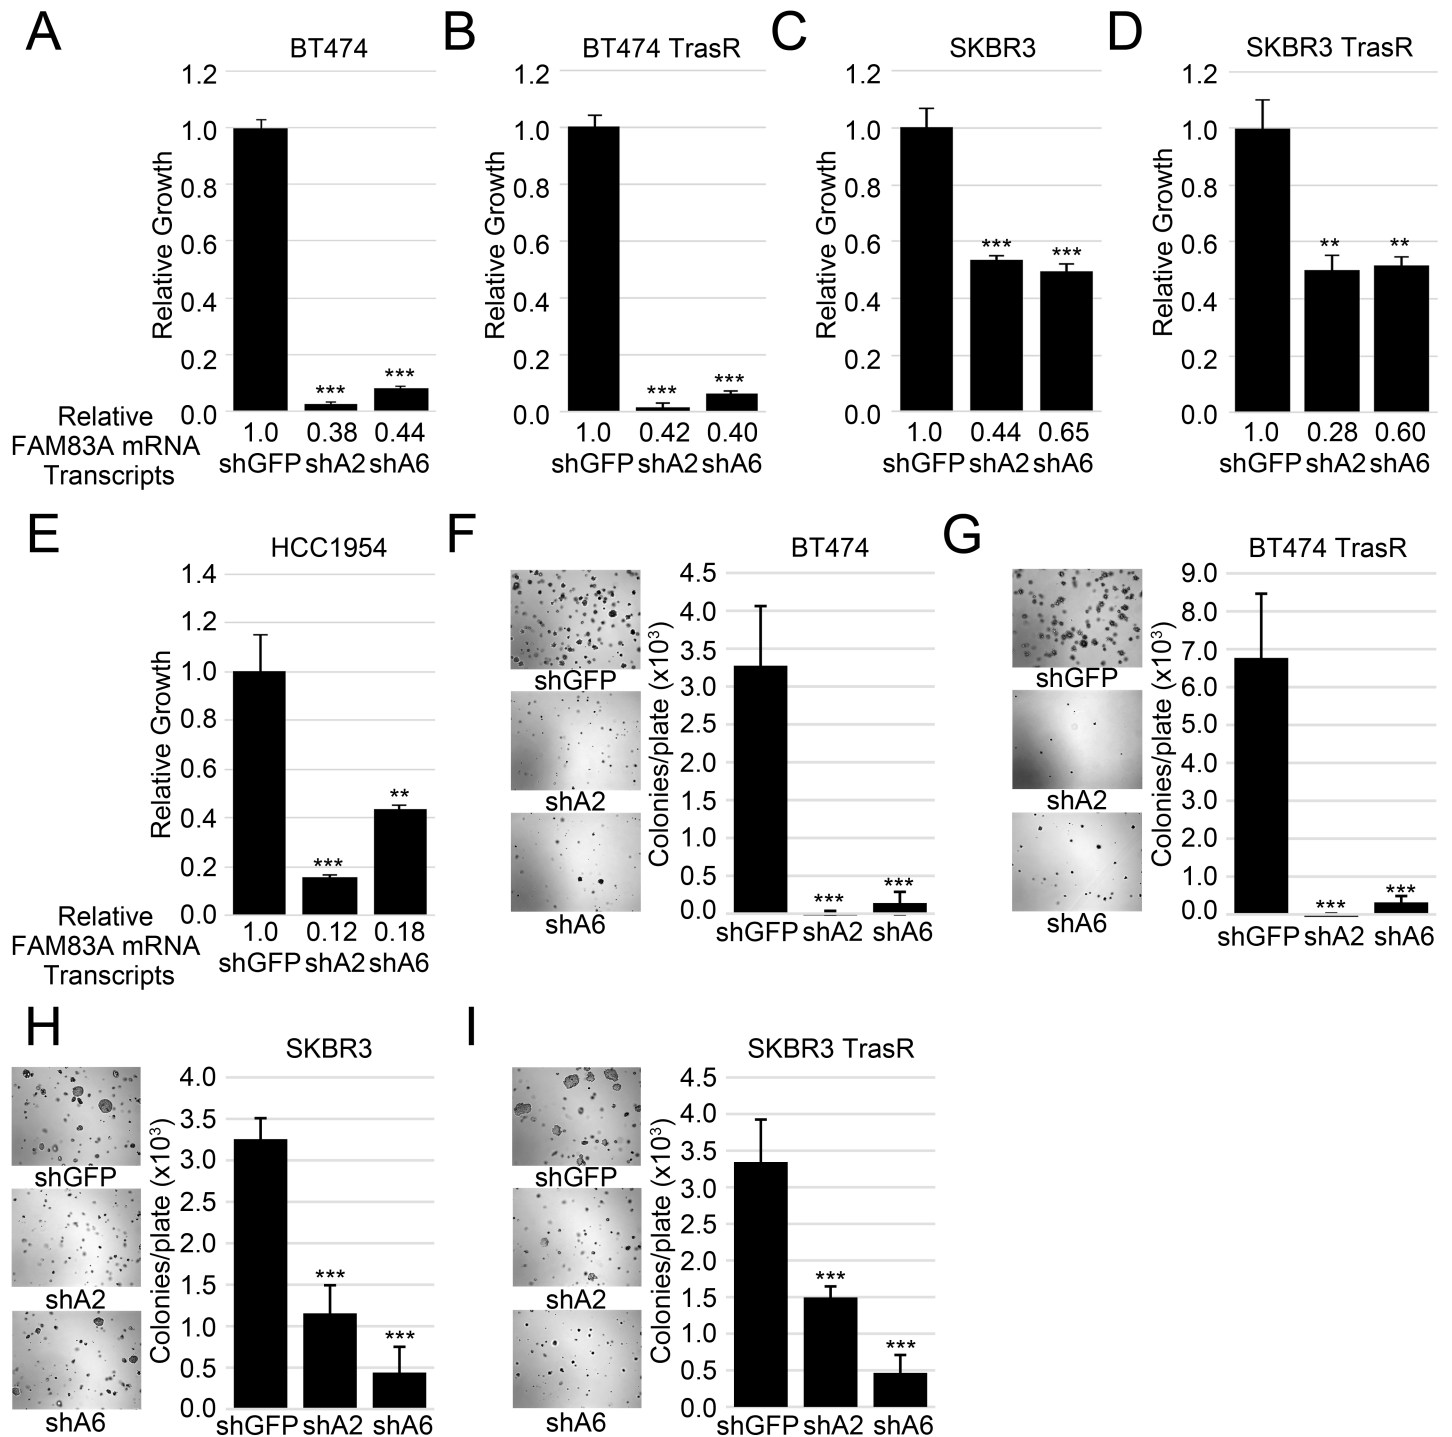 A
BT474
1.2
1.0
0.8
0.6
0.4
0.2
0.0
Relative Growth
***
***
Relative
FAM83A mRNA
Transcripts
1.0 0.38 0.44
shGFP shA2 shA6
B
BT474 TrasR
1.2
1.0
0.8
0.6
0.4
0.2
0.0
Relative Growth
***
***
1.0 0.42 0.40
shGFP shA2 shA6
C
SKBR3
1.2
1.0
0.8
0.6
0.4
0.2
0.0
Relative Growth
***
***
1.0 0.44 0.65
shGFP shA2 shA6
D
SKBR3 TrasR
1.2
1.0
0.8
0.6
0.4
0.2
0.0
Relative Growth
**
**
1.0 0.28 0.60
shGFP shA2 shA6
E
HCC1954
1.4
1.2
1.0
0.8
0.6
0.4
0.2
0.0
Relative Growth
***
**
Relative
FAM83A mRNA
Transcripts
1.0 0.12 0.18
shGFP shA2 shA6
F
BT474
shGFP
shA2
shA6
4.5
4.0
3.5
3.0
2.5
2.0
1.5
1.0
0.5
0.0
Colonies/plate (x10³)
***
***
shGFP shA2 shA6
G
BT474 TrasR
shGFP
shA2
shA6
9.0
8.0
7.0
6.0
5.0
4.0
3.0
2.0
1.0
0.0
Colonies/plate (x10³)
***
***
shGFP shA2 shA6
H
SKBR3
shGFP
shA2
shA6
4.0
3.5
3.0
2.5
2.0
1.5
1.0
0.5
0.0
Colonies/plate (x10³)
***
***
shGFP shA2 shA6
I
SKBR3 TrasR
shGFP
shA2
shA6
4.5
4.0
3.5
3.0
2.5
2.0
1.5
1.0
0.5
0.0
Colonies/plate (x10³)
***
***
shGFP shA2 shA6